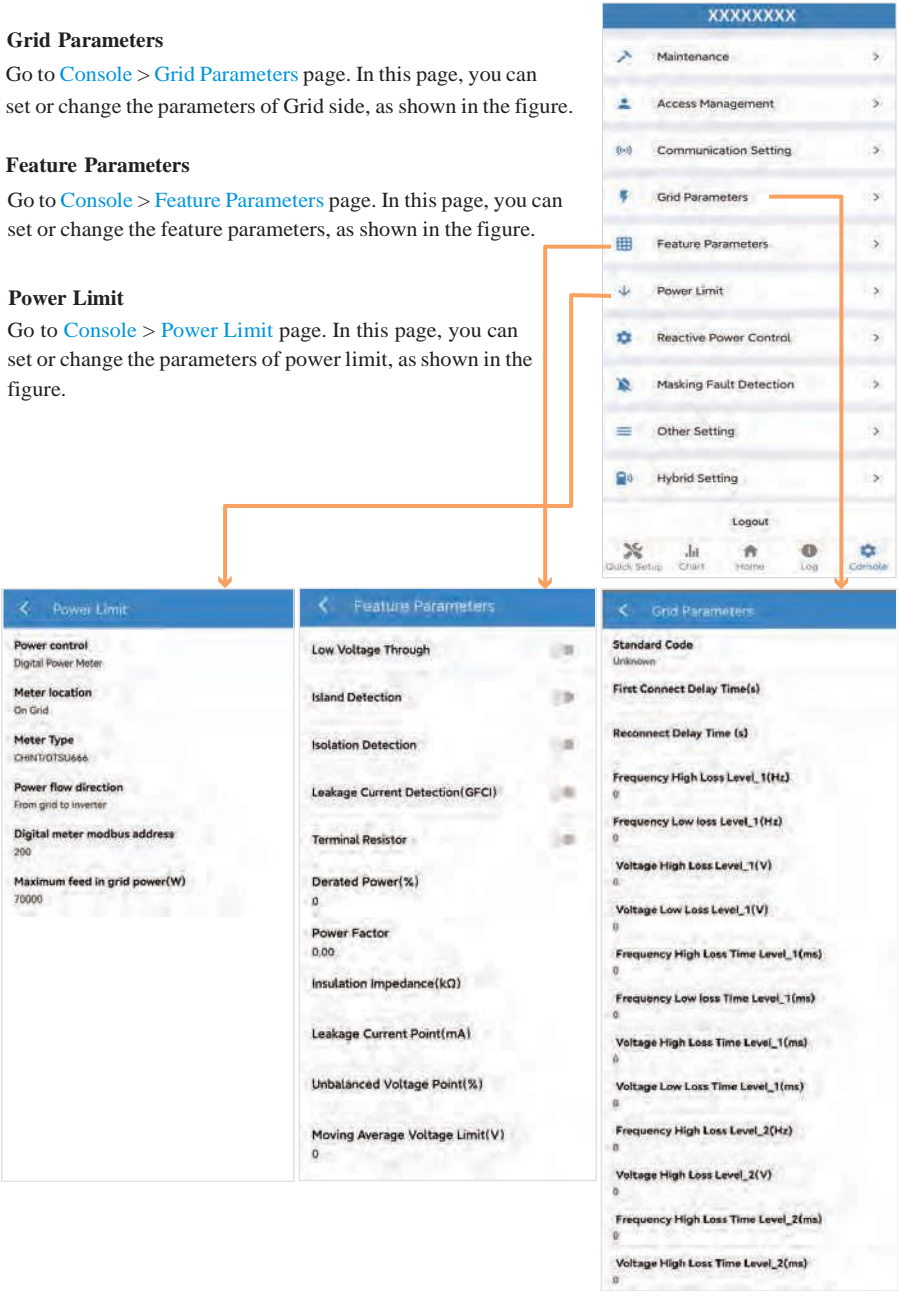 Grid Parameters
Go to Console > Grid Parameters page. In this page, you can
set or change the parameters of Grid side, as shown in the figure.
Feature Parameters
Go to Console > Feature Parameters page. In this page, you can
set or change the feature parameters, as shown in the figure.
Power Limit
Go to Console > Power Limit page. In this page, you can
set or change the parameters of power limit, as shown in the
figure.
XXXXXXXX
Maintenance
Access Management
Communication Setting
Grid Parameters
Feature Parameters
Power Limit
Reactive Power Control
Masking Fault Detection
Other Setting
Hybrid Setting
Logout
Quick Setup Chart Home Log Console
Power Limit
Power control
Digital Power Meter
Meter location
On Grid
Meter Type
CHINT/DTSU666
Power flow direction
From grid to inverter
Digital meter modbus address
200
Maximum feed in grid power(W)
70000
Feature Parameters
Low Voltage Through
Island Detection
Isolation Detection
Leakage Current Detection(GFCI)
Terminal Resistor
Derated Power(%)
0
Power Factor
0.00
Insulation Impedance(kΩ)
Leakage Current Point(mA)
Unbalanced Voltage Point(%)
Moving Average Voltage Limit(V)
0
Grid Parameters
Standard Code
Unknown
First Connect Delay Time(s)
Reconnect Delay Time (s)
Frequency High Loss Level_1(Hz)
0
Frequency Low loss Level_1(Hz)
0
Voltage High Loss Level_1(V)
0
Voltage Low Loss Level_1(V)
0
Frequency High Loss Time Level_1(ms)
0
Frequency Low loss Time Level_1(ms)
0
Voltage High Loss Time Level_1(ms)
0
Voltage Low Loss Time Level_1(ms)
0
Frequency High Loss Level_2(Hz)
0
Voltage High Loss Level_2(V)
0
Frequency High Loss Time Level_2(ms)
0
Voltage High Loss Time Level_2(ms)
0